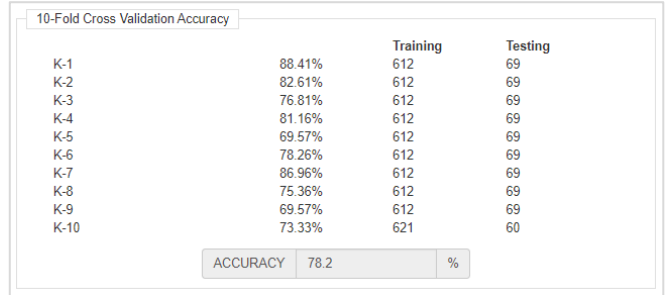 10-Fold Cross Validation Accuracy
Training Testing
K-1 88.41% 612 69
K-2 82.61% 612 69
K-3 76.81% 612 69
K-4 81.16% 612 69
K-5 69.57% 612 69
K-6 78.26% 612 69
K-7 86.96% 612 69
K-8 75.36% 612 69
K-9 69.57% 612 69
K-10 73.33% 621 60
ACCURACY 78.2 %